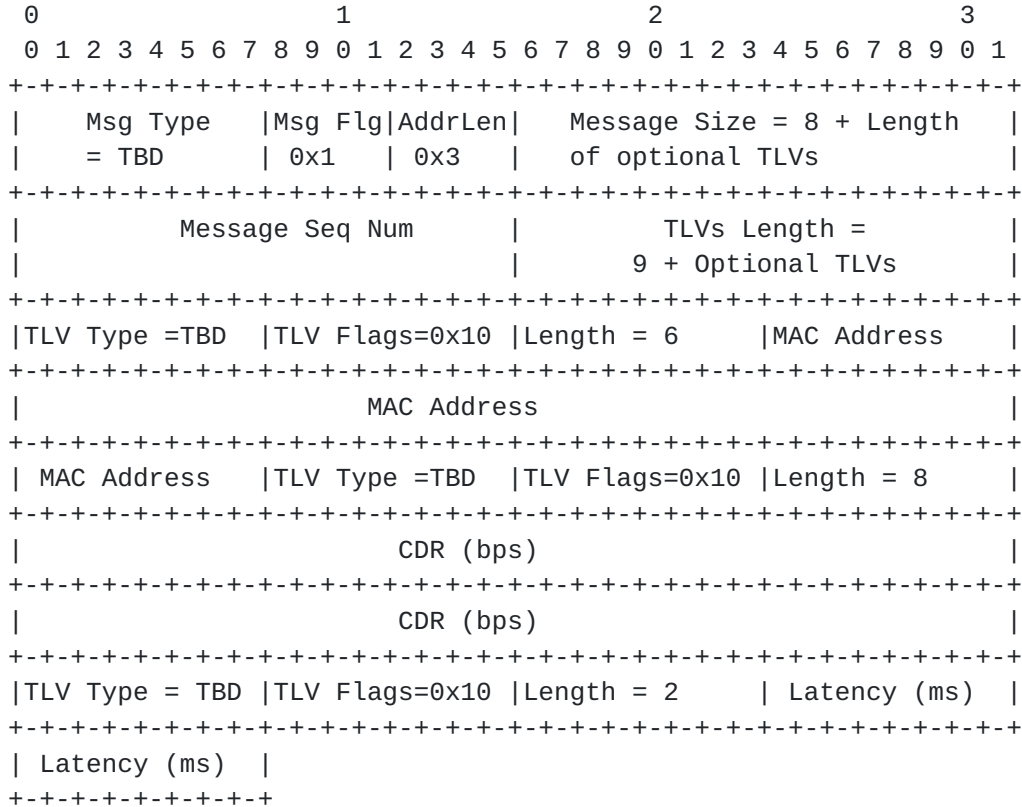 0                   1                   2                   3
 0 1 2 3 4 5 6 7 8 9 0 1 2 3 4 5 6 7 8 9 0 1 2 3 4 5 6 7 8 9 0 1
+-+-+-+-+-+-+-+-+-+-+-+-+-+-+-+-+-+-+-+-+-+-+-+-+-+-+-+-+-+-+-+-+
|    Msg Type   |Msg Flg|AddrLen|   Message Size = 8 + Length   |
|    = TBD      | 0x1   | 0x3   |   of optional TLVs            |
+-+-+-+-+-+-+-+-+-+-+-+-+-+-+-+-+-+-+-+-+-+-+-+-+-+-+-+-+-+-+-+-+
|          Message Seq Num      |         TLVs Length =         |
|                               |       9 + Optional TLVs       |
+-+-+-+-+-+-+-+-+-+-+-+-+-+-+-+-+-+-+-+-+-+-+-+-+-+-+-+-+-+-+-+-+
|TLV Type =TBD  |TLV Flags=0x10 |Length = 6     |MAC Address    |
+-+-+-+-+-+-+-+-+-+-+-+-+-+-+-+-+-+-+-+-+-+-+-+-+-+-+-+-+-+-+-+-+
|                      MAC Address                              |
+-+-+-+-+-+-+-+-+-+-+-+-+-+-+-+-+-+-+-+-+-+-+-+-+-+-+-+-+-+-+-+-+
| MAC Address   |TLV Type =TBD  |TLV Flags=0x10 |Length = 8     |
+-+-+-+-+-+-+-+-+-+-+-+-+-+-+-+-+-+-+-+-+-+-+-+-+-+-+-+-+-+-+-+-+
|                        CDR (bps)                              |
+-+-+-+-+-+-+-+-+-+-+-+-+-+-+-+-+-+-+-+-+-+-+-+-+-+-+-+-+-+-+-+-+
|                        CDR (bps)                              |
+-+-+-+-+-+-+-+-+-+-+-+-+-+-+-+-+-+-+-+-+-+-+-+-+-+-+-+-+-+-+-+-+
|TLV Type = TBD |TLV Flags=0x10 |Length = 2     | Latency (ms)  |
+-+-+-+-+-+-+-+-+-+-+-+-+-+-+-+-+-+-+-+-+-+-+-+-+-+-+-+-+-+-+-+-+
| Latency (ms)  |
+-+-+-+-+-+-+-+-+